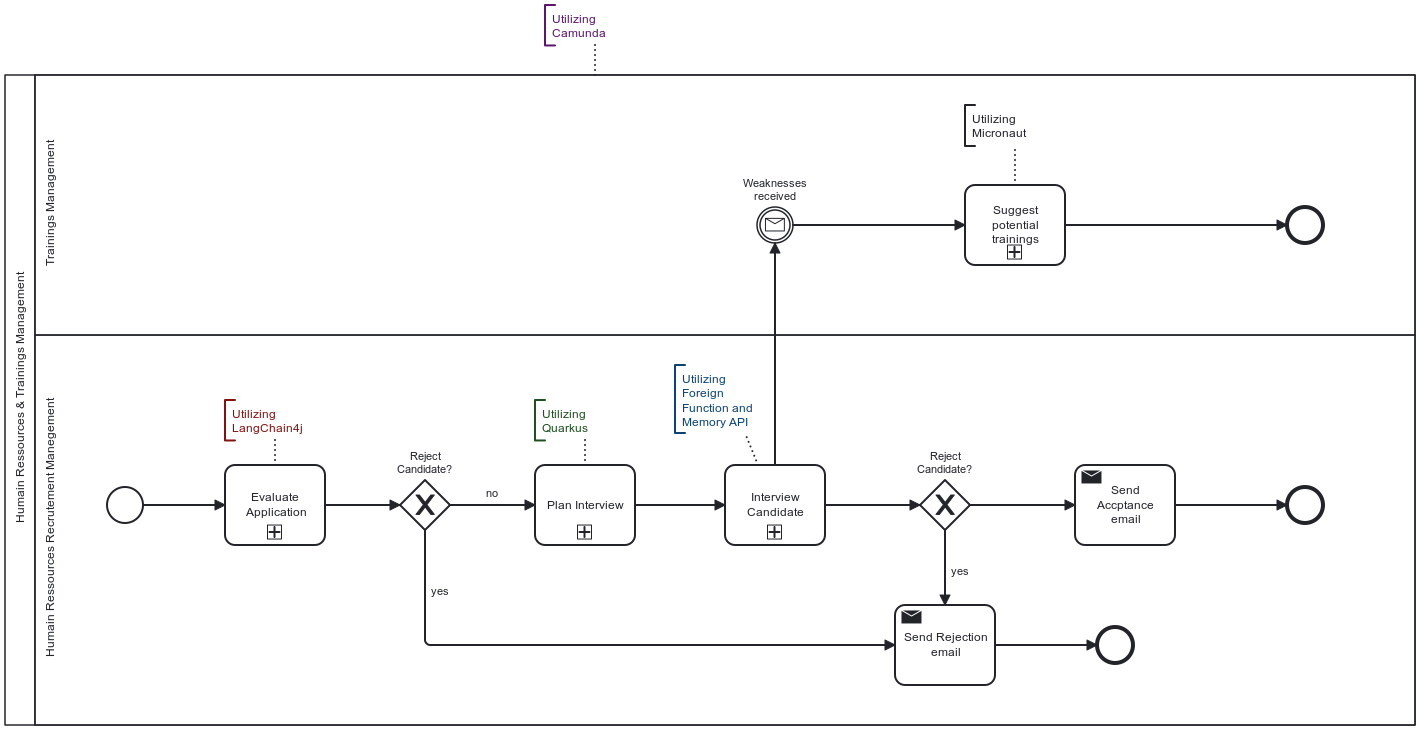 Utilizing
Camunda
Humain Ressources & Trainings Management
Trainings Management
Utilizing
Micronaut
Weaknesses
received
Suggest
potential
trainings
Humain Ressources Recrutement Manegement
Utilizing
LangChain4j
Utilizing
Quarkus
Utilizing
Foreign
Function and
Memory API
Evaluate
Application
Reject
Candidate?
no
yes
Plan Interview
Interview
Candidate
Reject
Candidate?
yes
Send
Accptance
email
Send Rejection
email